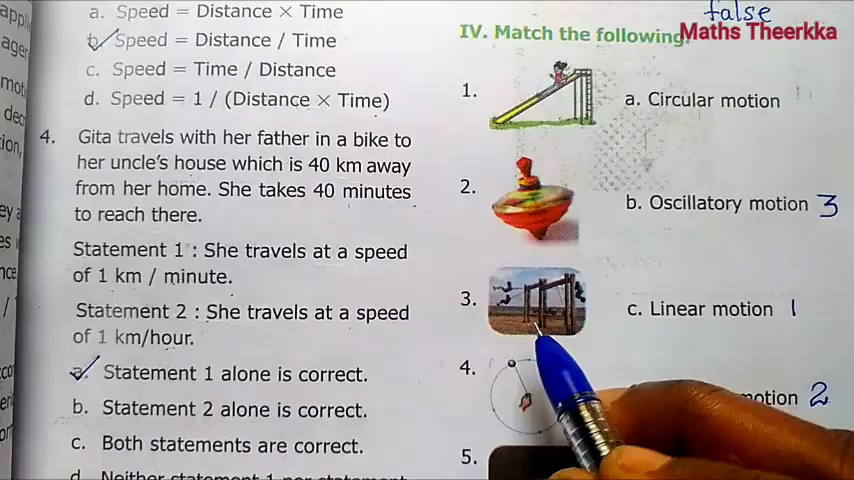 a. Speed = Distance × Time
b. Speed = Distance / Time
c. Speed = Time / Distance
d. Speed = 1 / (Distance × Time)
4. Gita travels with her father in a bike to
her uncle's house which is 40 km away
from her home. She takes 40 minutes
to reach there.
Statement 1 : She travels at a speed
of 1 km / minute.
Statement 2 : She travels at a speed
of 1 km/hour.
a. Statement 1 alone is correct.
b. Statement 2 alone is correct.
c. Both statements are correct.
d. Neither statement 1 nor statement
false
Maths Theerkka
IV. Match the following.
1.
a. Circular motion
2.
b. Oscillatory motion 3
3.
c. Linear motion 1
4.
motion 2
5.